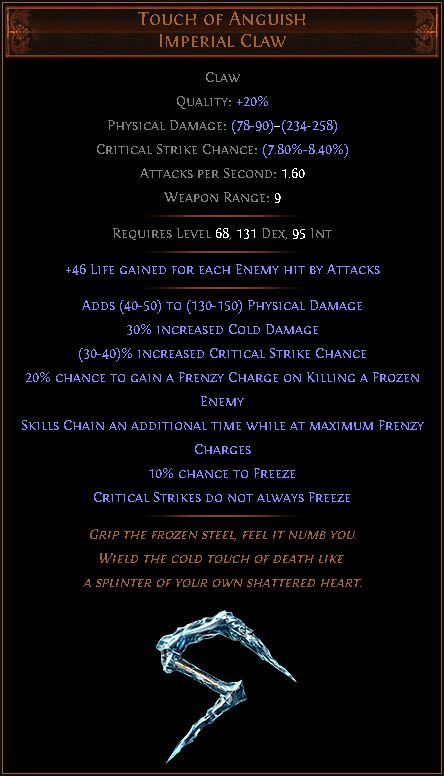 Touch of Anguish
Imperial Claw
Claw
Quality: +20%
Physical Damage: (78-90)–(234-258)
Critical Strike Chance: (7.80%-8.40%)
Attacks per Second: 1.60
Weapon Range: 9
Requires Level 68, 131 Dex, 95 Int
+46 Life gained for each Enemy hit by Attacks
Adds (40-50) to (130-150) Physical Damage
30% increased Cold Damage
(30-40)% increased Critical Strike Chance
20% chance to gain a Frenzy Charge on Killing a Frozen
Enemy
Skills Chain an additional time while at maximum Frenzy
Charges
10% chance to Freeze
Critical Strikes do not always Freeze
Grip the frozen steel, feel it numb you.
Wield the cold touch of death like
a splinter of your own shattered heart.